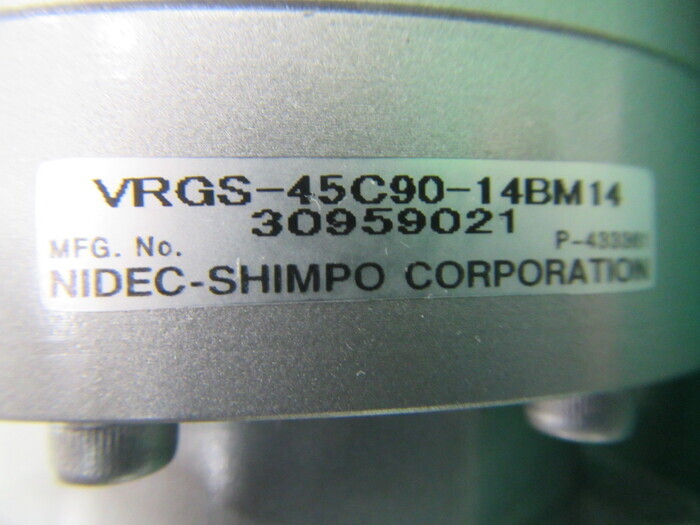 VRGS-45C90-14BM14
30959021
MFG. No.
NIDEC-SHIMPO CORPORATION